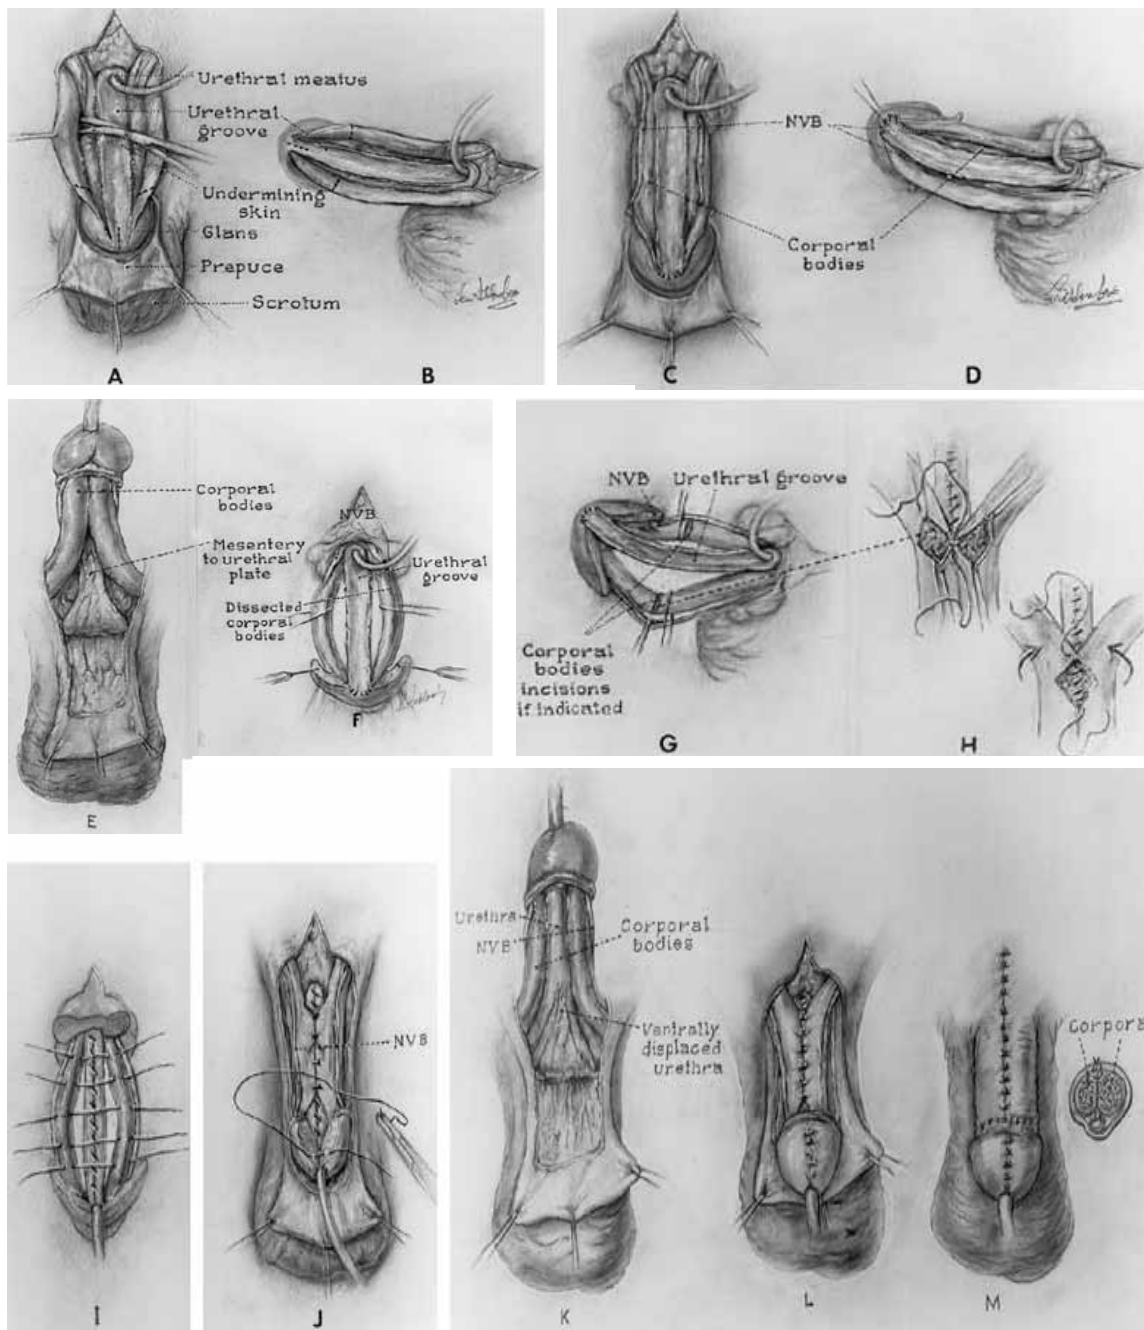 Urethral meatus
Urethral
groove
Undermining
skin
Glans
Prepuce
Scrotum
A
B
NVB
Corporal
bodies
C
D
Corporal
bodies
Mesentery
to urethral
plate
E
NVB
Urethral
groove
Dissected
corporal
bodies
F
NVB
Urethral groove
Corporal
bodies
incisions
if indicated
G
H
I
NVB
J
Urethra
NVB
Corporal
bodies
Ventrally
displaced
urethra
K
L
Corpora
M